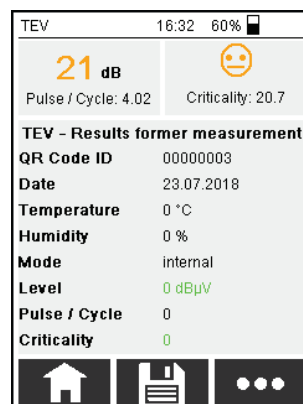 TEV 16:32 60%
21 dB
Pulse / Cycle: 4.02 Criticality: 20.7
TEV - Results former measurement
QR Code ID 00000003
Date 23.07.2018
Temperature 0 °C
Humidity 0 %
Mode internal
Level 0 dBµV
Pulse / Cycle 0
Criticality 0